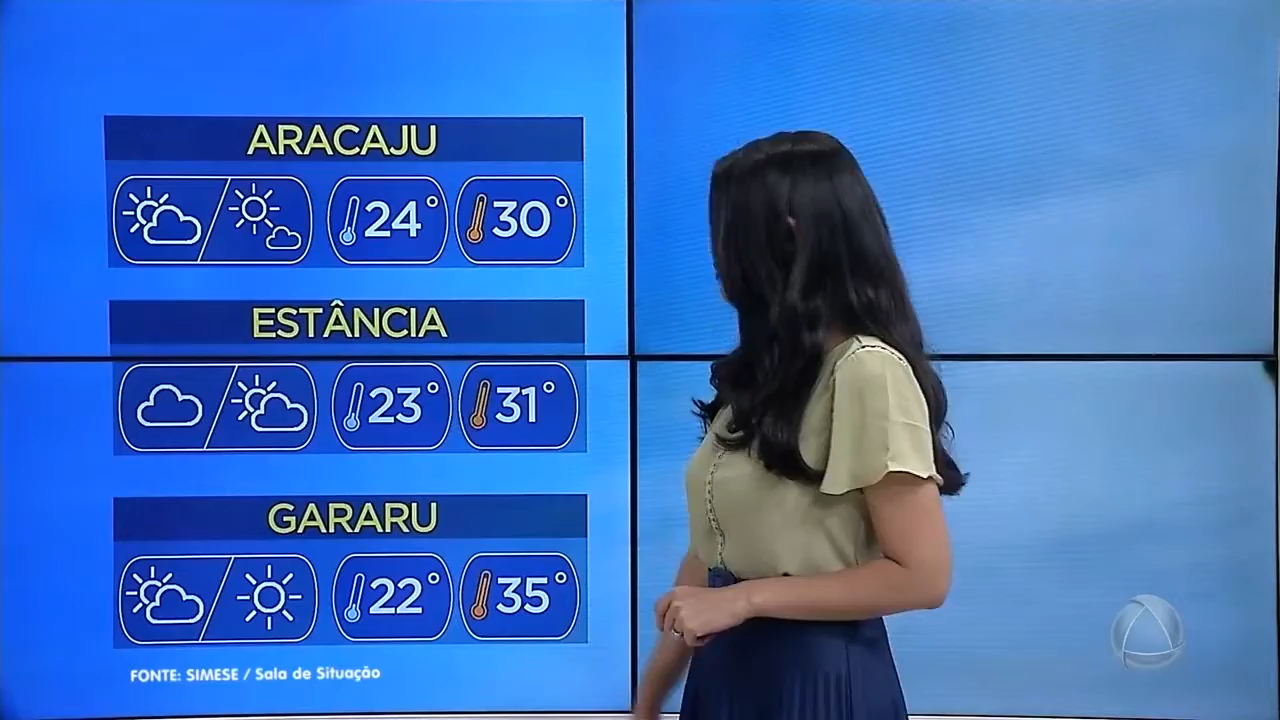 ARACAJU
24° 30°
ESTÂNCIA
23° 31°
GARARU
22° 35°
FONTE: SIMESE / Sala de Situação